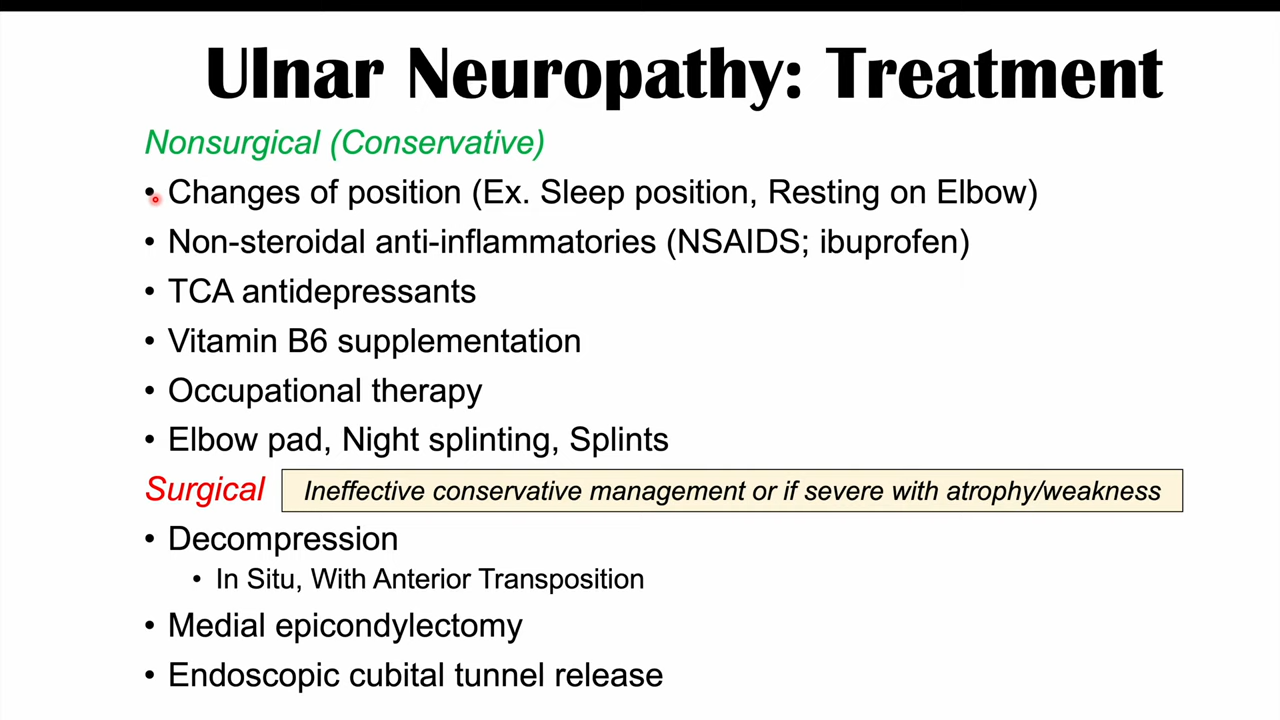 Ulnar Neuropathy: Treatment
Nonsurgical (Conservative)
• Changes of position (Ex. Sleep position, Resting on Elbow)
• Non-steroidal anti-inflammatories (NSAIDS; ibuprofen)
• TCA antidepressants
• Vitamin B6 supplementation
• Occupational therapy
• Elbow pad, Night splinting, Splints
Surgical Ineffective conservative management or if severe with atrophy/weakness
• Decompression
• In Situ, With Anterior Transposition
• Medial epicondylectomy
• Endoscopic cubital tunnel release